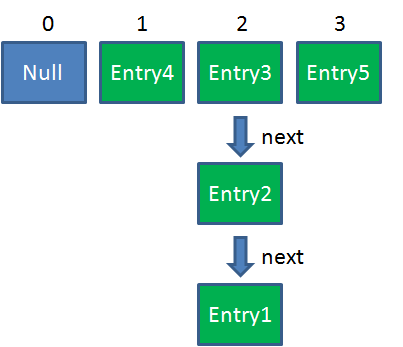 0 1 2 3
Null Entry4 Entry3 Entry5
next
Entry2
next
Entry1